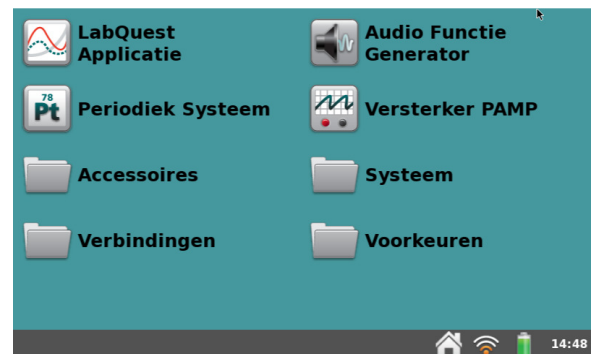 LabQuest
Applicatie
Audio Functie
Generator
78
Pt
Periodiek Systeem
Versterker PAMP
Accessoires
Systeem
Verbindingen
Voorkeuren
14:48